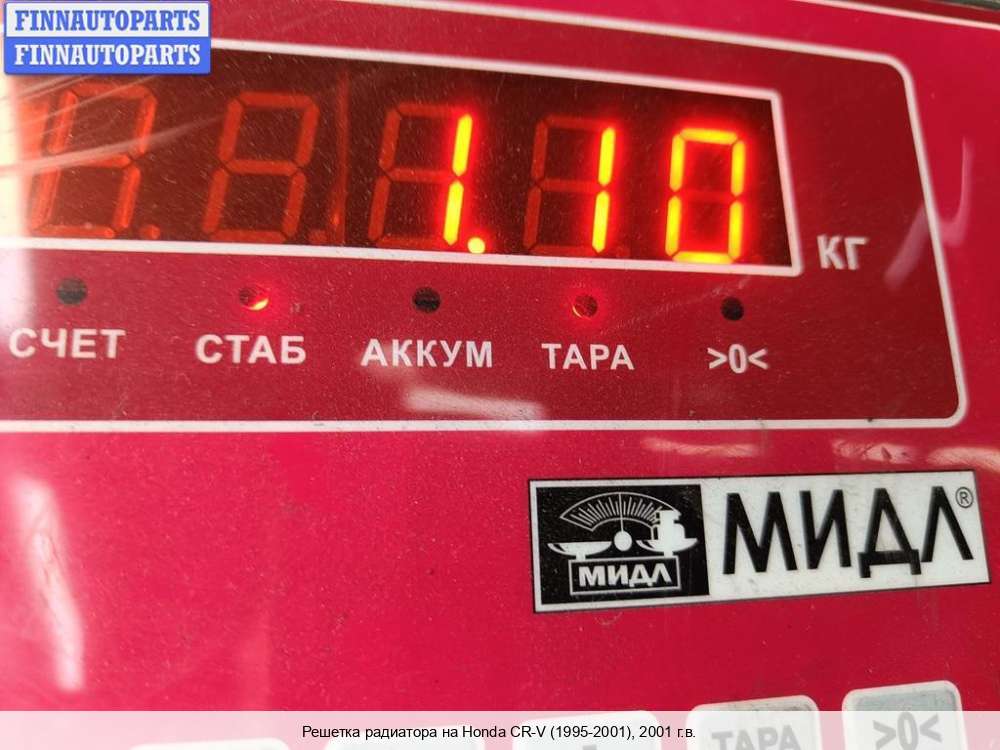 FINNAUTOPARTS
FINNAUTOPARTS
1.10
КГ
СЧЕТ СТАБ АККУМ ТАРА >0<
МИДЛ МИДЛ®
ТАРА >0<
Решетка радиатора на Honda CR-V (1995-2001), 2001 г.в.